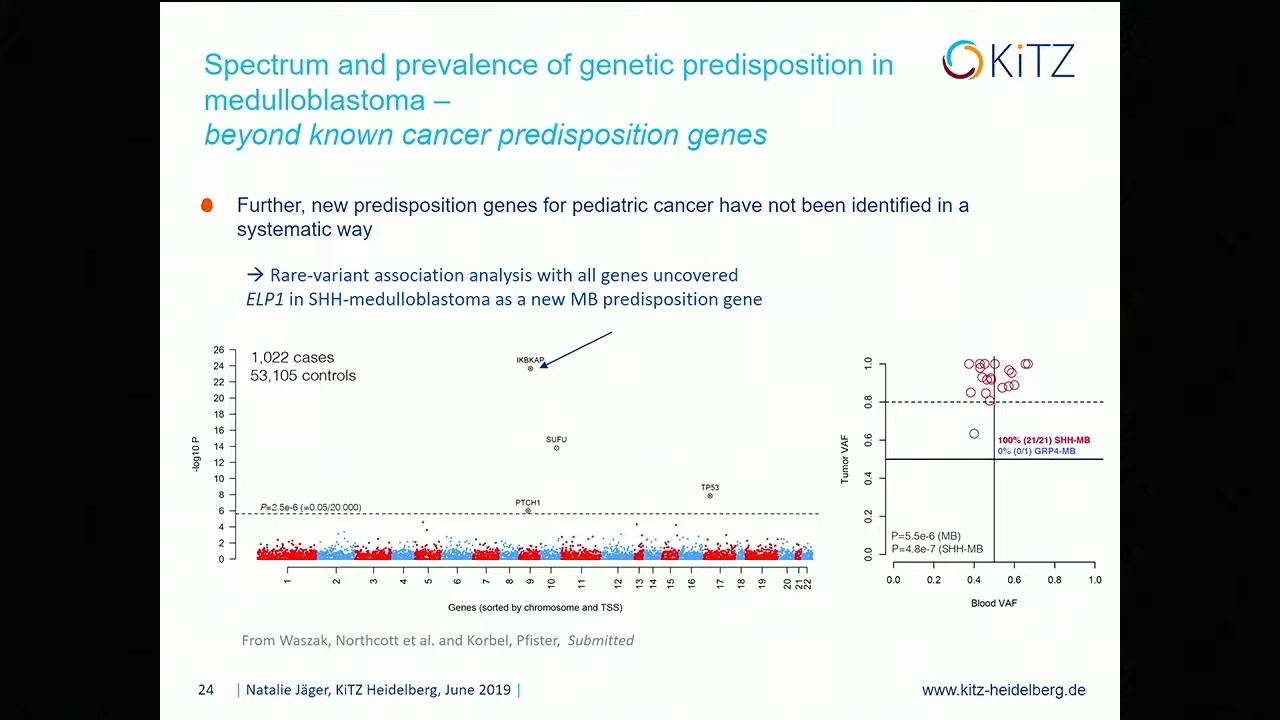 Spectrum and prevalence of genetic predisposition in
medulloblastoma –
beyond known cancer predisposition genes
KiTZ
Further, new predisposition genes for pediatric cancer have not been identified in a
systematic way
→ Rare-variant association analysis with all genes uncovered
ELP1 in SHH-medulloblastoma as a new MB predisposition gene
1,022 cases
53,105 controls
-log10 P
26
24
22
20
18
16
14
12
10
8
6
4
2
0
IKBKAP
SUFU
PTCH1
TP53
P=2.5e-6 (=0.05/20.000)
1 2 3 4 5 6 7 8 9 10 11 12 13 14 15 16 17 18 19 20 21 22
Genes (sorted by chromosome and TSS)
Tumor VAF
1.0
0.8
0.6
0.4
0.2
0.0
100% (21/21) SHH-MB
0% (0/1) GRP4-MB
P=5.5e-6 (MB)
P=4.8e-7 (SHH-MB
0.0 0.2 0.4 0.6 0.8 1.0
Blood VAF
From Waszak, Northcott et al. and Korbel, Pfister, Submitted
24 | Natalie Jäger, KiTZ Heidelberg, June 2019 |
www.kitz-heidelberg.de